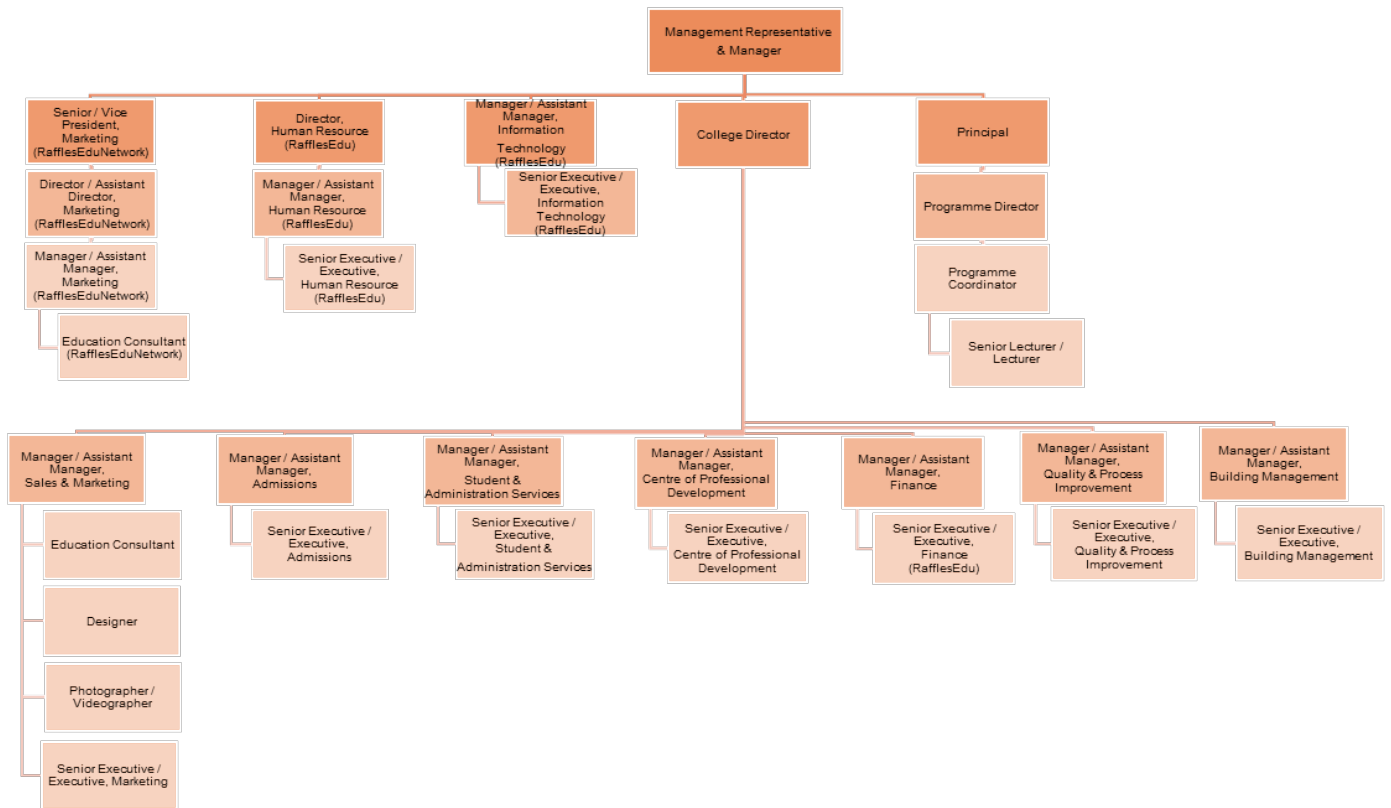 Management Representative
& Manager
Senior / Vice
President,
Marketing
(RafflesEduNetwork)
Director,
Human Resource
(RafflesEdu)
Manager / Assistant
Manager,
Information
Technology
(RafflesEdu)
College Director
Principal
Director / Assistant
Director,
Marketing
(RafflesEduNetwork)
Manager / Assistant
Manager,
Human Resource
(RafflesEdu)
Senior Executive /
Executive,
Information
Technology
(RafflesEdu)
Programme Director
Manager / Assistant
Manager,
Marketing
(RafflesEduNetwork)
Senior Executive /
Executive,
Human Resource
(RafflesEdu)
Programme
Coordinator
Education Consultant
(RafflesEduNetwork)
Senior Lecturer /
Lecturer
Manager / Assistant
Manager,
Sales & Marketing
Manager / Assistant
Manager,
Admissions
Manager / Assistant
Manager,
Student &
Administration Services
Manager / Assistant
Manager,
Centre of Professional
Development
Manager / Assistant
Manager,
Finance
Manager / Assistant
Manager,
Quality & Process
Improvement
Manager / Assistant
Manager,
Building Management
Education Consultant
Senior Executive /
Executive,
Admissions
Senior Executive /
Executive,
Student &
Administration Services
Senior Executive /
Executive,
Centre of Professional
Development
Senior Executive /
Executive,
Finance
(RafflesEdu)
Senior Executive /
Executive,
Quality & Process
Improvement
Senior Executive /
Executive,
Building Management
Designer
Photographer /
Videographer
Senior Executive /
Executive, Marketing